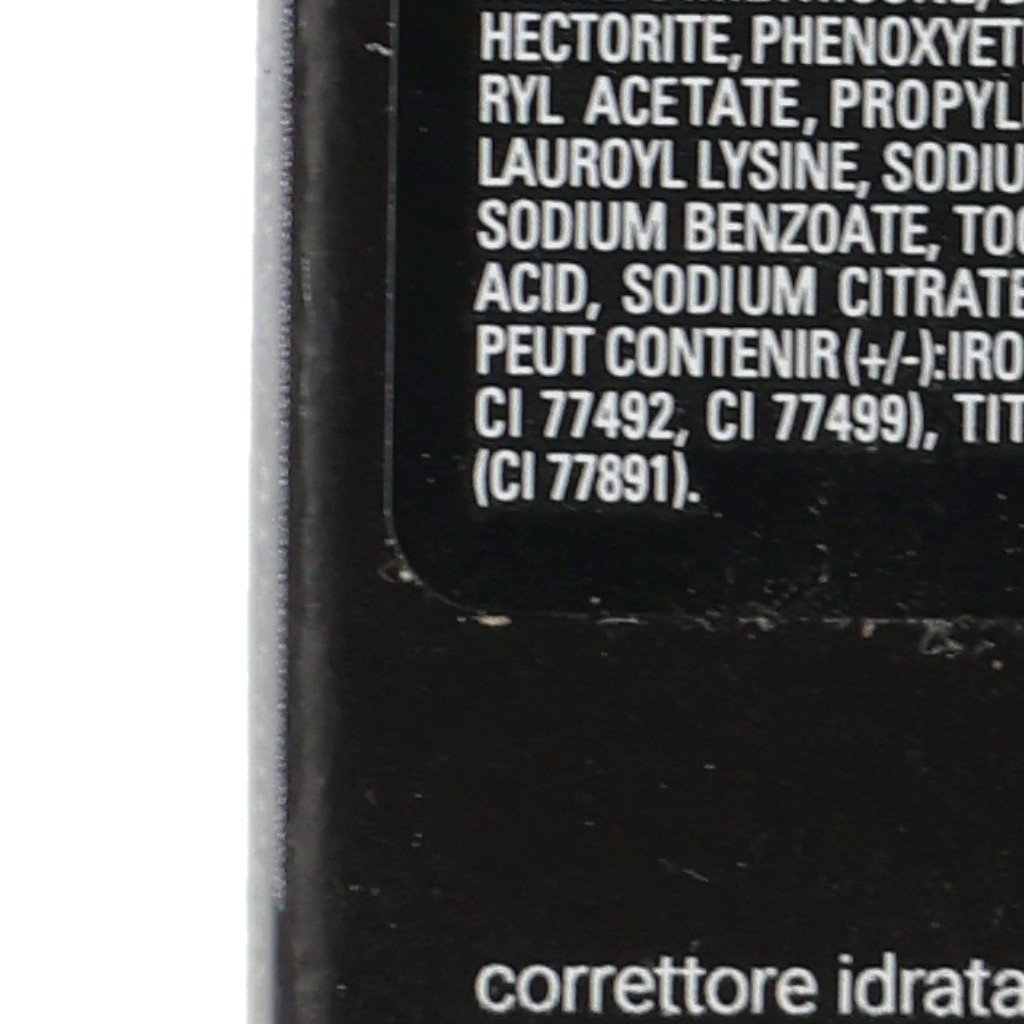 HECTORITE, PHENOXYET
RYL ACETATE, PROPYL
LAUROYL LYSINE, SODIU
SODIUM BENZOATE, TOC
ACID, SODIUM CITRATE
PEUT CONTENIR (+/-): IRO
CI 77492, CI 77499), TIT
(CI 77891).
correttore idrata